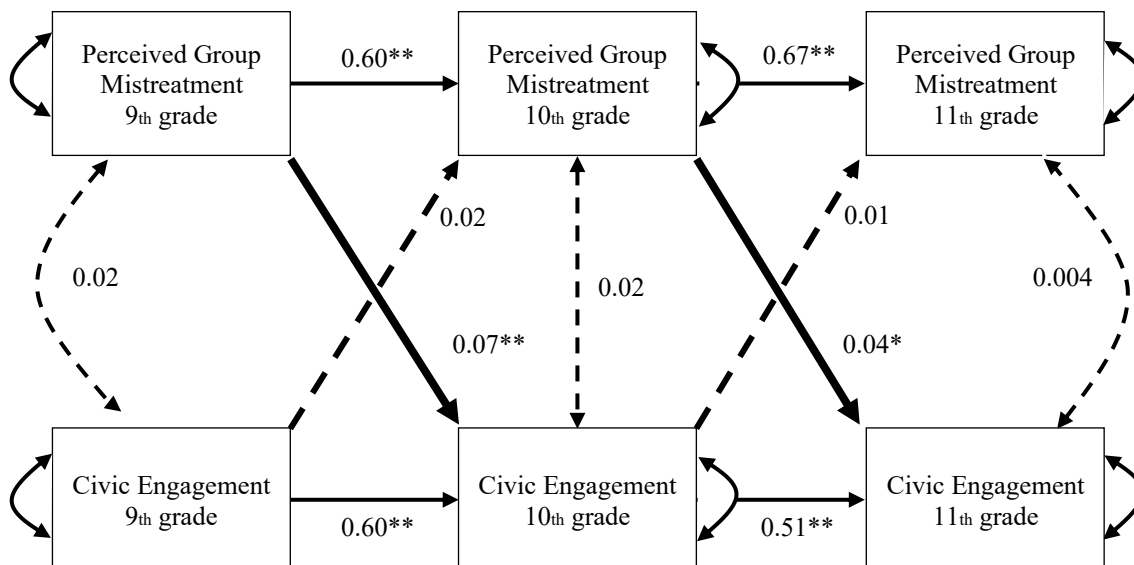 Perceived Group
Mistreatment
9th grade
0.60**
Perceived Group
Mistreatment
10th grade
0.67**
Perceived Group
Mistreatment
11th grade
0.02
0.02
0.07**
0.02
0.01
0.04*
0.004
Civic Engagement
9th grade
0.60**
Civic Engagement
10th grade
0.51**
Civic Engagement
11th grade